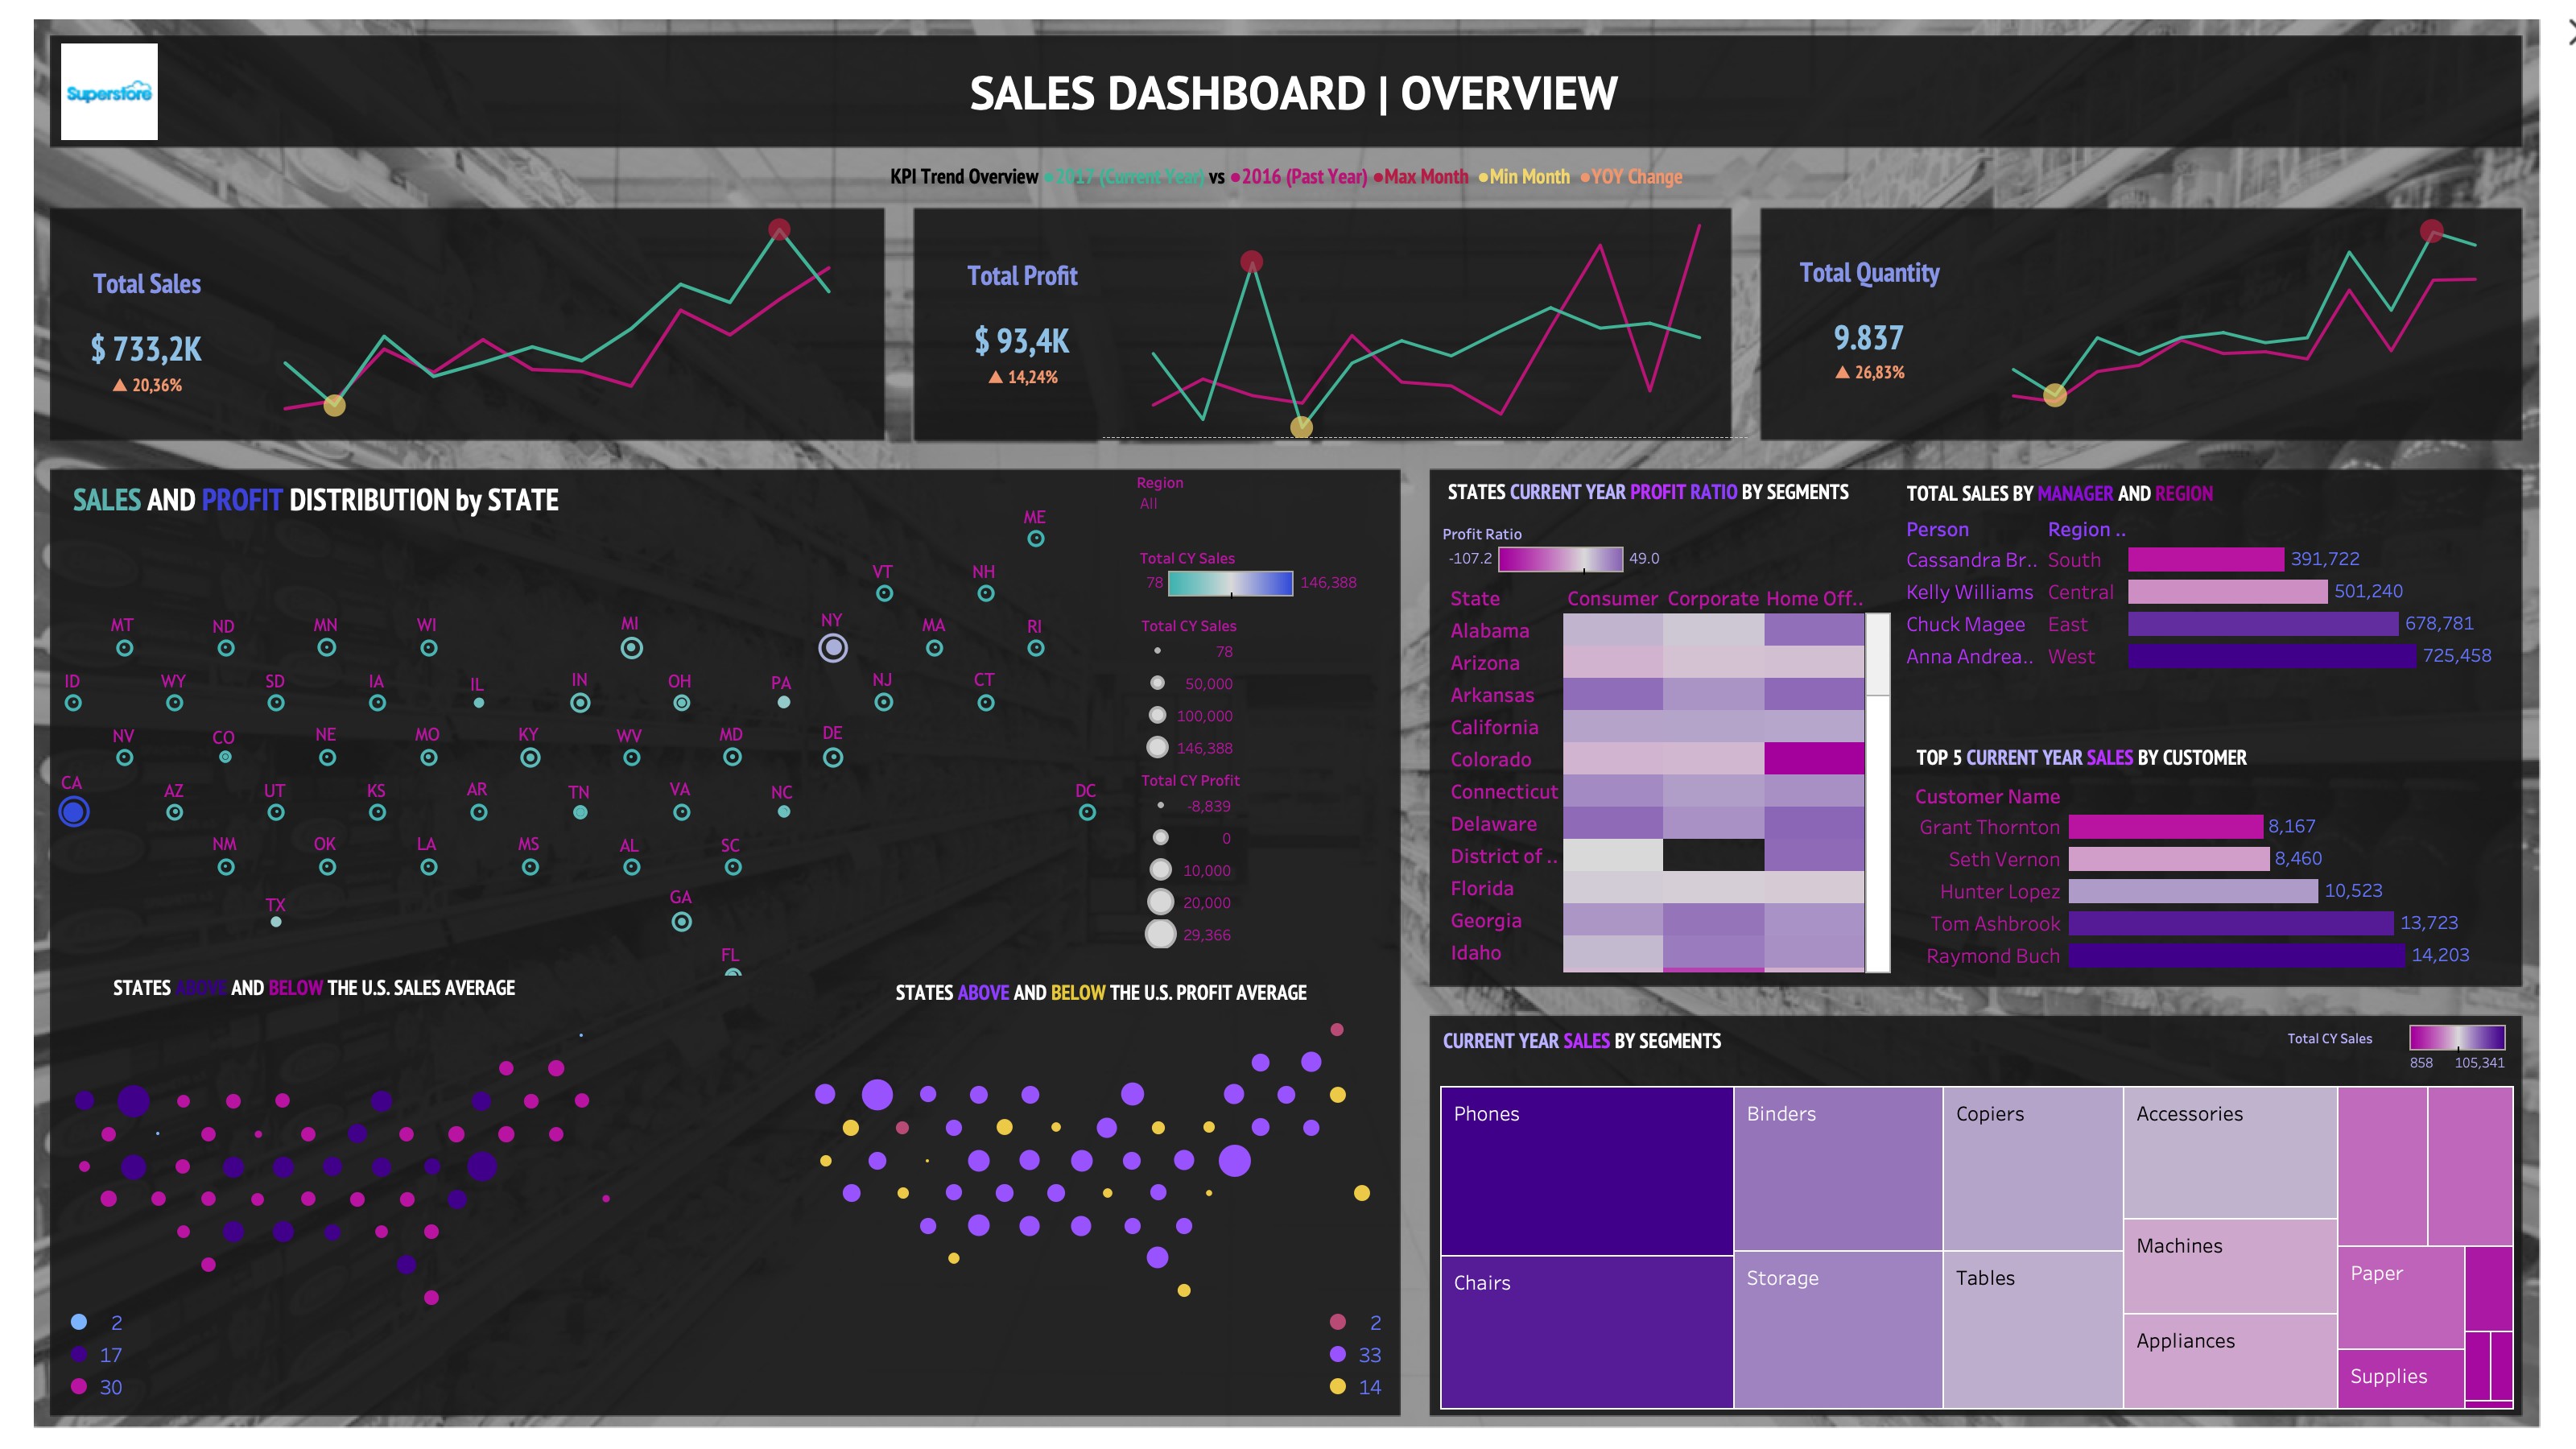 Superstore
SALES DASHBOARD | OVERVIEW
KPI Trend Overview ●2017 (Current Year) vs ●2016 (Past Year) ●Max Month ●Min Month ●YOY Change
Total Sales
$ 733,2K
▲ 20,36%
Total Profit
$ 93,4K
▲ 14,24%
Total Quantity
9.837
▲ 26,83%
SALES AND PROFIT DISTRIBUTION by STATE
Region
All
ME
VT NH
MT ND MN WI MI NY MA RI
ID WY SD IA IL IN OH PA NJ CT
NV CO NE MO KY WV MD DE
CA AZ UT KS AR TN VA NC DC
NM OK LA MS AL SC
TX GA
FL
Total CY Sales
78 146,388
Total CY Sales
78
50,000
100,000
146,388
Total CY Profit
-8,839
0
10,000
20,000
29,366
STATES ABOVE AND BELOW THE U.S. SALES AVERAGE
2
17
30
STATES ABOVE AND BELOW THE U.S. PROFIT AVERAGE
2
33
14
STATES CURRENT YEAR PROFIT RATIO BY SEGMENTS
Profit Ratio
-107.2 49.0
State Consumer Corporate Home Off..
Alabama
Arizona
Arkansas
California
Colorado
Connecticut
Delaware
District of ..
Florida
Georgia
Idaho
TOTAL SALES BY MANAGER AND REGION
Person Region ..
Cassandra Br.. South 391,722
Kelly Williams Central 501,240
Chuck Magee East 678,781
Anna Andrea.. West 725,458
TOP 5 CURRENT YEAR SALES BY CUSTOMER
Customer Name
Grant Thornton 8,167
Seth Vernon 8,460
Hunter Lopez 10,523
Tom Ashbrook 13,723
Raymond Buch 14,203
CURRENT YEAR SALES BY SEGMENTS
Total CY Sales
858 105,341
Phones
Chairs
Binders
Storage
Copiers
Tables
Accessories
Machines
Appliances
Paper
Supplies